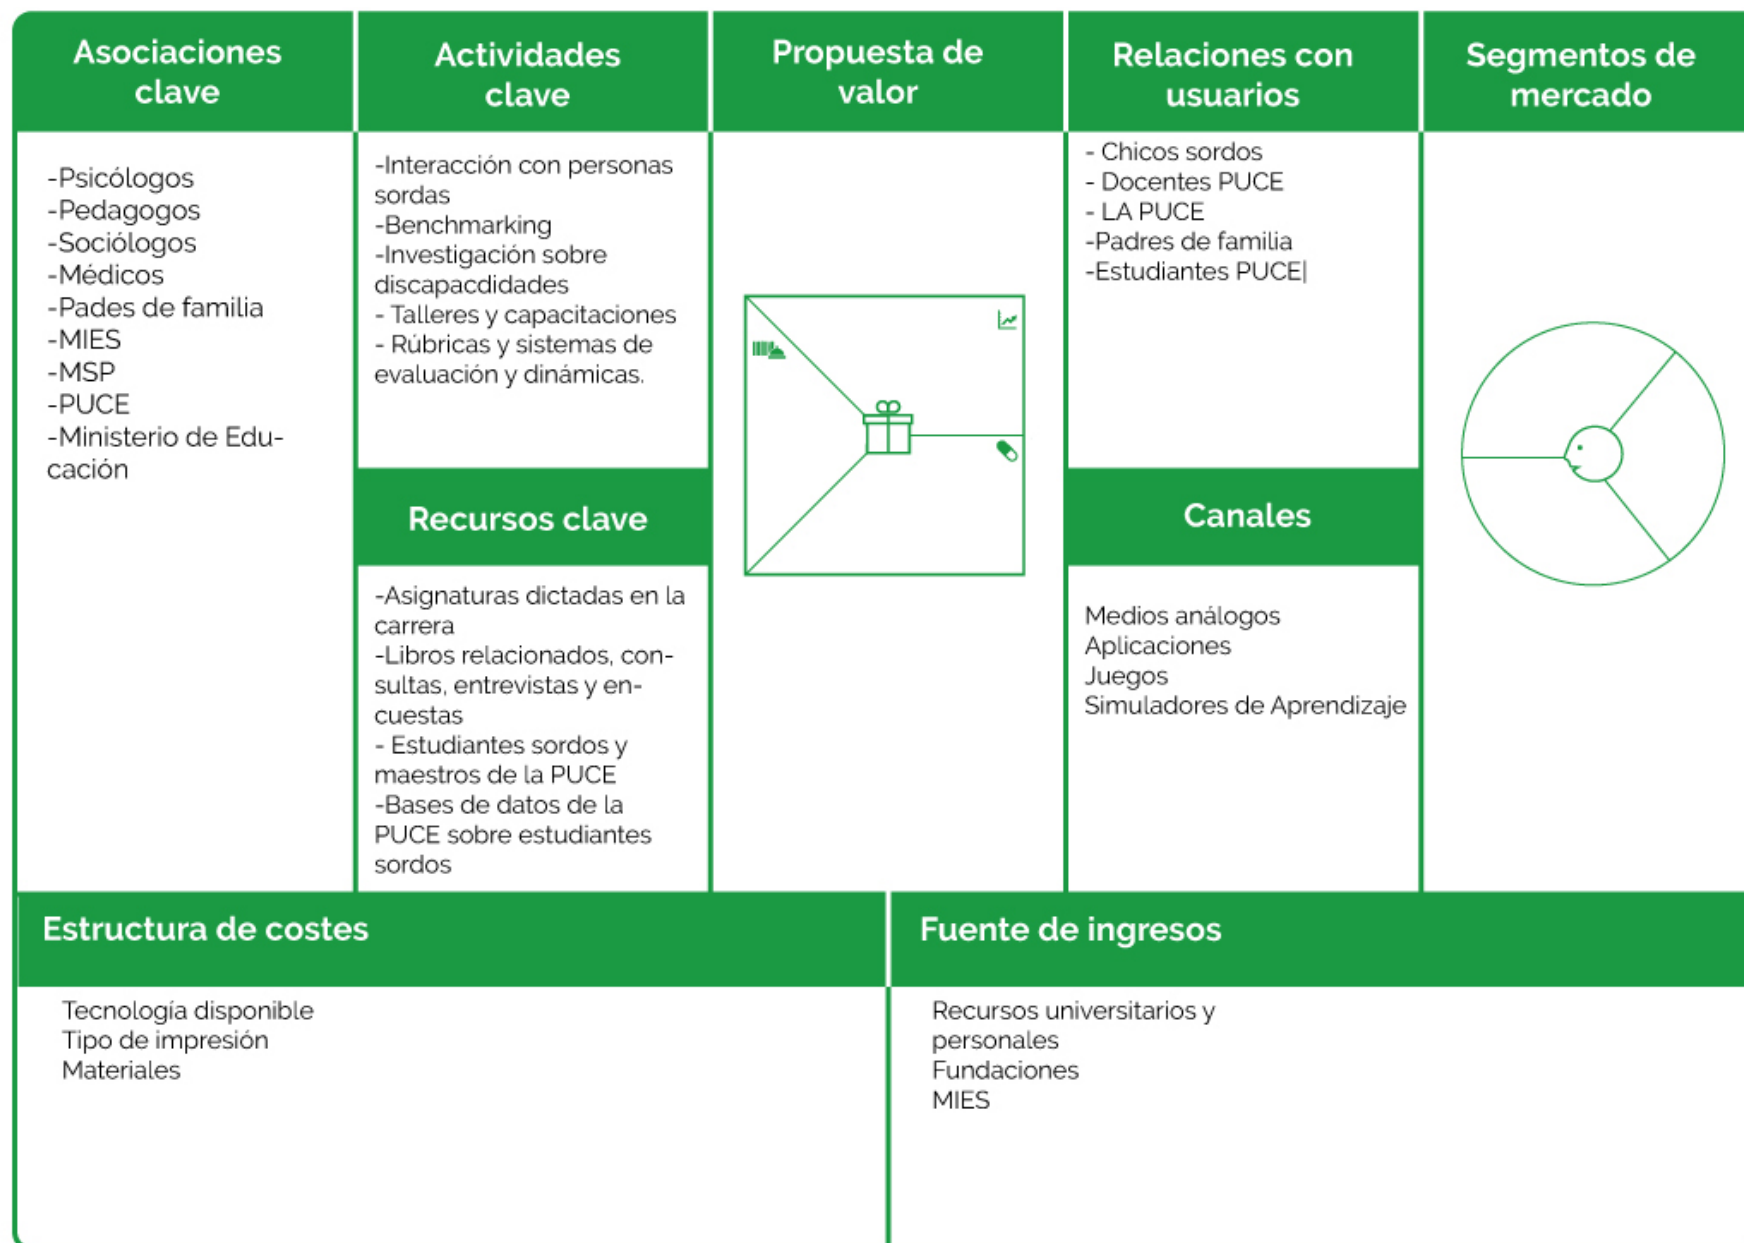 Asociaciones
clave
-Psicólogos
-Pedagogos
-Sociólogos
-Médicos
-Pades de familia
-MIES
-MSP
-PUCE
-Ministerio de Edu-
cación
Actividades
clave
-Interacción con personas
sordas
-Benchmarking
-Investigación sobre
discapacdidades
- Talleres y capacitaciones
- Rúbricas y sistemas de
evaluación y dinámicas.
Recursos clave
-Asignaturas dictadas en la
carrera
-Libros relacionados, con-
sultas, entrevistas y en-
cuestas
- Estudiantes sordos y
maestros de la PUCE
-Bases de datos de la
PUCE sobre estudiantes
sordos
Propuesta de
valor
Relaciones con
usuarios
- Chicos sordos
- Docentes PUCE
- LA PUCE
-Padres de familia
-Estudiantes PUCE|
Canales
Medios análogos
Aplicaciones
Juegos
Simuladores de Aprendizaje
Segmentos de
mercado
Estructura de costes
Tecnología disponible
Tipo de impresión
Materiales
Fuente de ingresos
Recursos universitarios y
personales
Fundaciones
MIES